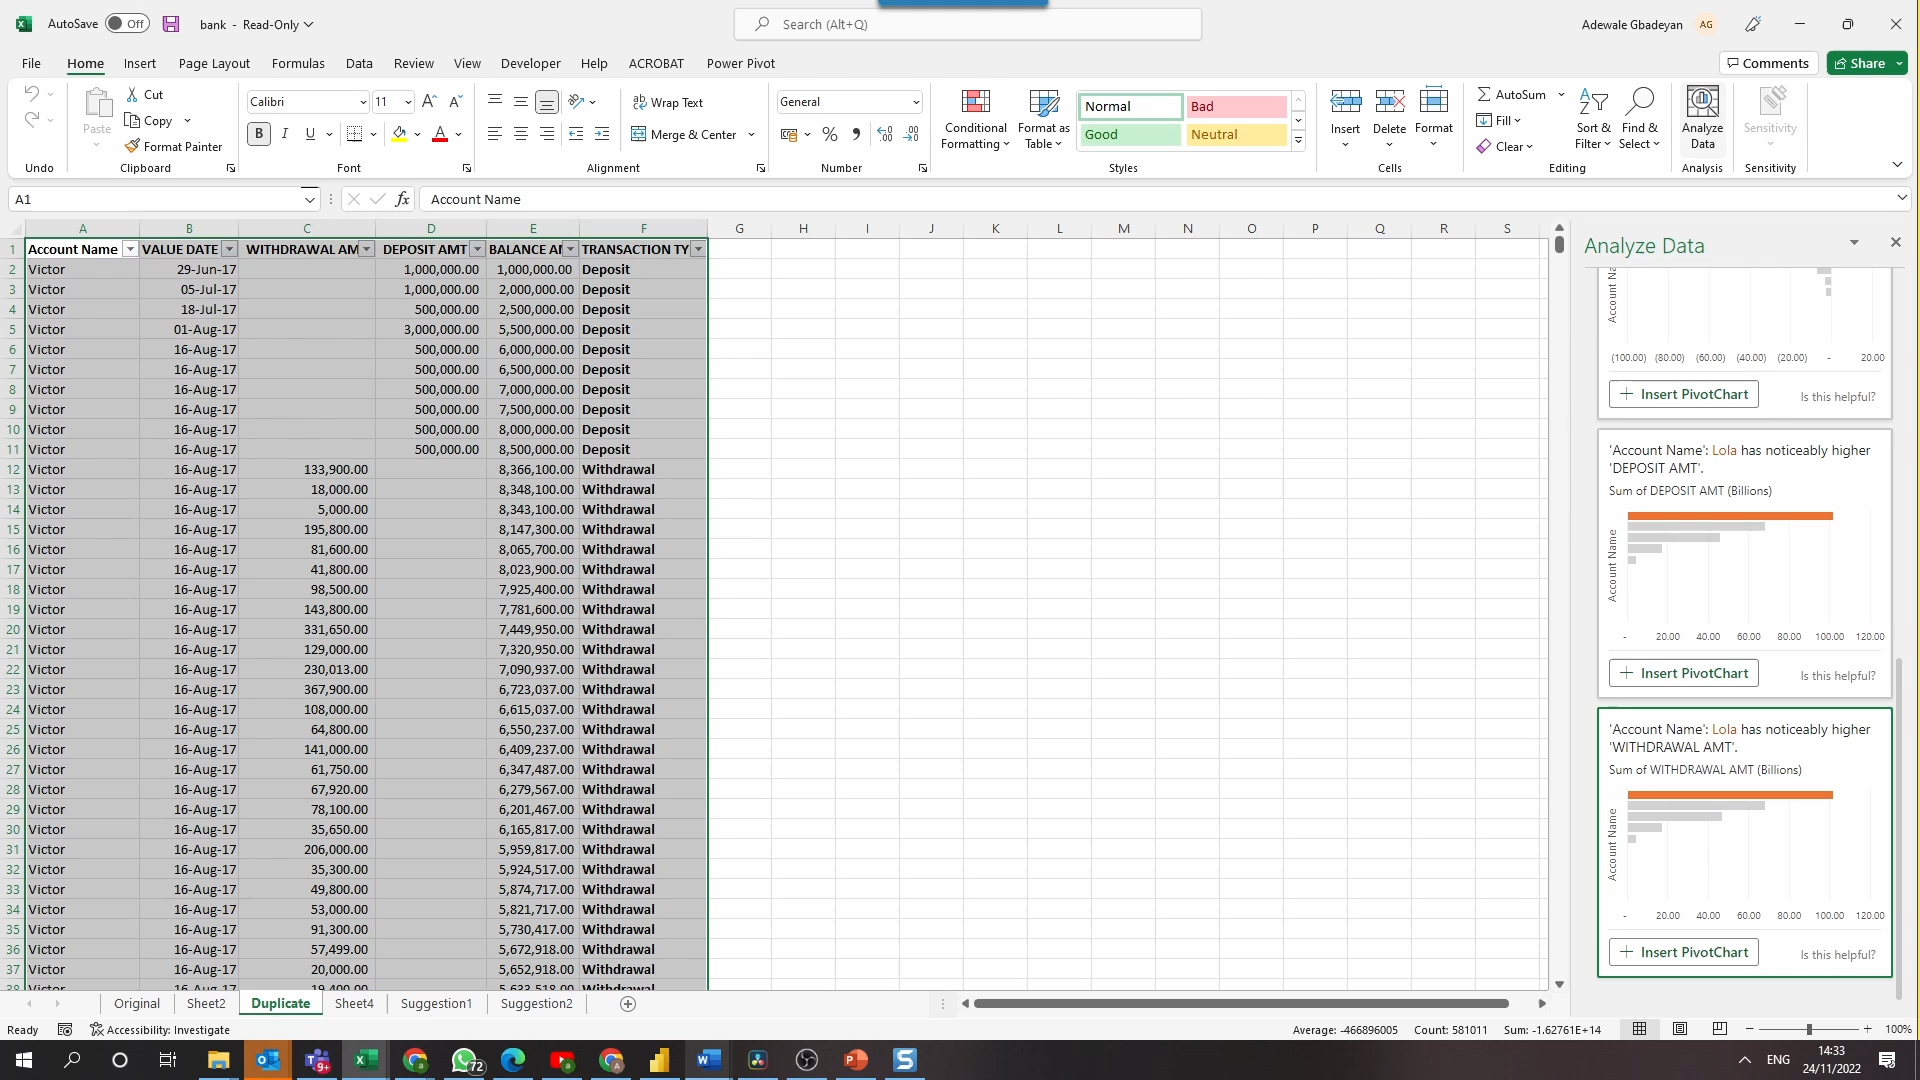 AutoSave Off bank - Read-Only Search (Alt+Q) Adewale Gbadeyan AG
File Home Insert Page Layout Formulas Data Review View Developer Help ACROBAT Power Pivot Comments Share
Paste Cut Copy Format Painter
Calibri 11 B I U
Wrap Text Merge & Center
General % ,
Conditional Formatting Format as Table Normal Bad Good Neutral
Insert Delete Format
AutoSum Fill Clear Sort & Filter Find & Select
Analyze Data Sensitivity
Undo Clipboard Font Alignment Number Styles Cells Editing Analysis Sensitivity
A1 fx Account Name
A B C D E F G H I J K L M N O P Q R S
1 Account Name VALUE DATE WITHDRAWAL AM DEPOSIT AMT BALANCE AM TRANSACTION TY
2 Victor 29-Jun-17 1,000,000.00 1,000,000.00 Deposit
3 Victor 05-Jul-17 1,000,000.00 2,000,000.00 Deposit
4 Victor 18-Jul-17 500,000.00 2,500,000.00 Deposit
5 Victor 01-Aug-17 3,000,000.00 5,500,000.00 Deposit
6 Victor 16-Aug-17 500,000.00 6,000,000.00 Deposit
7 Victor 16-Aug-17 500,000.00 6,500,000.00 Deposit
8 Victor 16-Aug-17 500,000.00 7,000,000.00 Deposit
9 Victor 16-Aug-17 500,000.00 7,500,000.00 Deposit
10 Victor 16-Aug-17 500,000.00 8,000,000.00 Deposit
11 Victor 16-Aug-17 500,000.00 8,500,000.00 Deposit
12 Victor 16-Aug-17 133,900.00 8,366,100.00 Withdrawal
13 Victor 16-Aug-17 18,000.00 8,348,100.00 Withdrawal
14 Victor 16-Aug-17 5,000.00 8,343,100.00 Withdrawal
15 Victor 16-Aug-17 195,800.00 8,147,300.00 Withdrawal
16 Victor 16-Aug-17 81,600.00 8,065,700.00 Withdrawal
17 Victor 16-Aug-17 41,800.00 8,023,900.00 Withdrawal
18 Victor 16-Aug-17 98,500.00 7,925,400.00 Withdrawal
19 Victor 16-Aug-17 143,800.00 7,781,600.00 Withdrawal
20 Victor 16-Aug-17 331,650.00 7,449,950.00 Withdrawal
21 Victor 16-Aug-17 129,000.00 7,320,950.00 Withdrawal
22 Victor 16-Aug-17 230,013.00 7,090,937.00 Withdrawal
23 Victor 16-Aug-17 367,900.00 6,723,037.00 Withdrawal
24 Victor 16-Aug-17 108,000.00 6,615,037.00 Withdrawal
25 Victor 16-Aug-17 64,800.00 6,550,237.00 Withdrawal
26 Victor 16-Aug-17 141,000.00 6,409,237.00 Withdrawal
27 Victor 16-Aug-17 61,750.00 6,347,487.00 Withdrawal
28 Victor 16-Aug-17 67,920.00 6,279,567.00 Withdrawal
29 Victor 16-Aug-17 78,100.00 6,201,467.00 Withdrawal
30 Victor 16-Aug-17 35,650.00 6,165,817.00 Withdrawal
31 Victor 16-Aug-17 206,000.00 5,959,817.00 Withdrawal
32 Victor 16-Aug-17 35,300.00 5,924,517.00 Withdrawal
33 Victor 16-Aug-17 49,800.00 5,874,717.00 Withdrawal
34 Victor 16-Aug-17 53,000.00 5,821,717.00 Withdrawal
35 Victor 16-Aug-17 91,300.00 5,730,417.00 Withdrawal
36 Victor 16-Aug-17 57,499.00 5,672,918.00 Withdrawal
37 Victor 16-Aug-17 20,000.00 5,652,918.00 Withdrawal
38 Victor 16-Aug-17 19,400.00 5,633,518.00 Withdrawal
Analyze Data
Account Na
(100.00) (80.00) (60.00) (40.00) (20.00) - 20.00
Insert PivotChart Is this helpful?
'Account Name': Lola has noticeably higher
'DEPOSIT AMT'.
Sum of DEPOSIT AMT (Billions)
Account Name
- 20.00 40.00 60.00 80.00 100.00 120.00
Insert PivotChart Is this helpful?
'Account Name': Lola has noticeably higher
'WITHDRAWAL AMT'.
Sum of WITHDRAWAL AMT (Billions)
Account Name
- 20.00 40.00 60.00 80.00 100.00 120.00
Insert PivotChart Is this helpful?
Original Sheet2 Duplicate Sheet4 Suggestion1 Suggestion2
Ready Accessibility: Investigate Average: -466896005 Count: 581011 Sum: -1.62761E+14 100%
9+ 72 ENG 14:33
24/11/2022